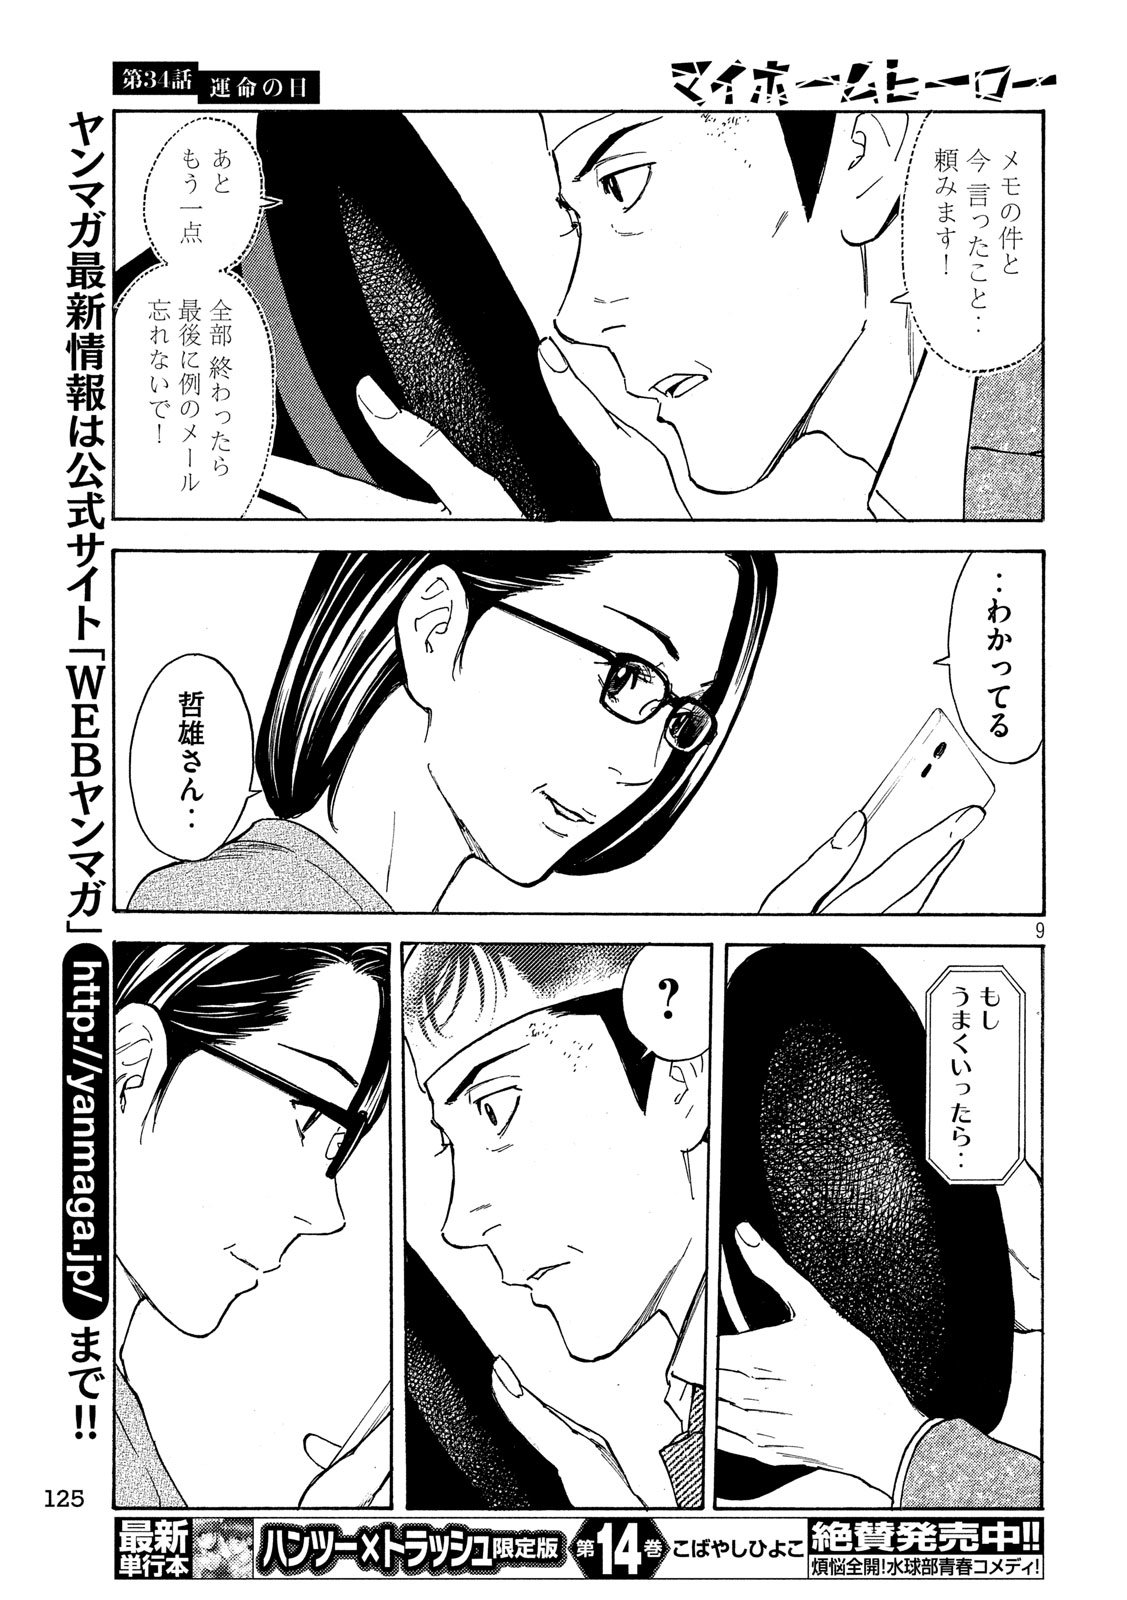 第34話
運命の日
マイホームヒーロー
メモの件と
今 言ったこと‥
頼みます!
あと
もう一点
全部 終わったら
最後に例のメール
忘れないで!
‥わかってる
哲雄さん‥
9
もし
うまくいったら‥
?
ヤンマガ最新情報は公式サイト「WEBヤンマガ」http://yanmaga.jp/まで!!
125
最新
単行本
ハンツー×トラッシュ限定版
第14巻
こばやしひよこ
絶賛発売中!!
煩悩全開!水球部青春コメディ!